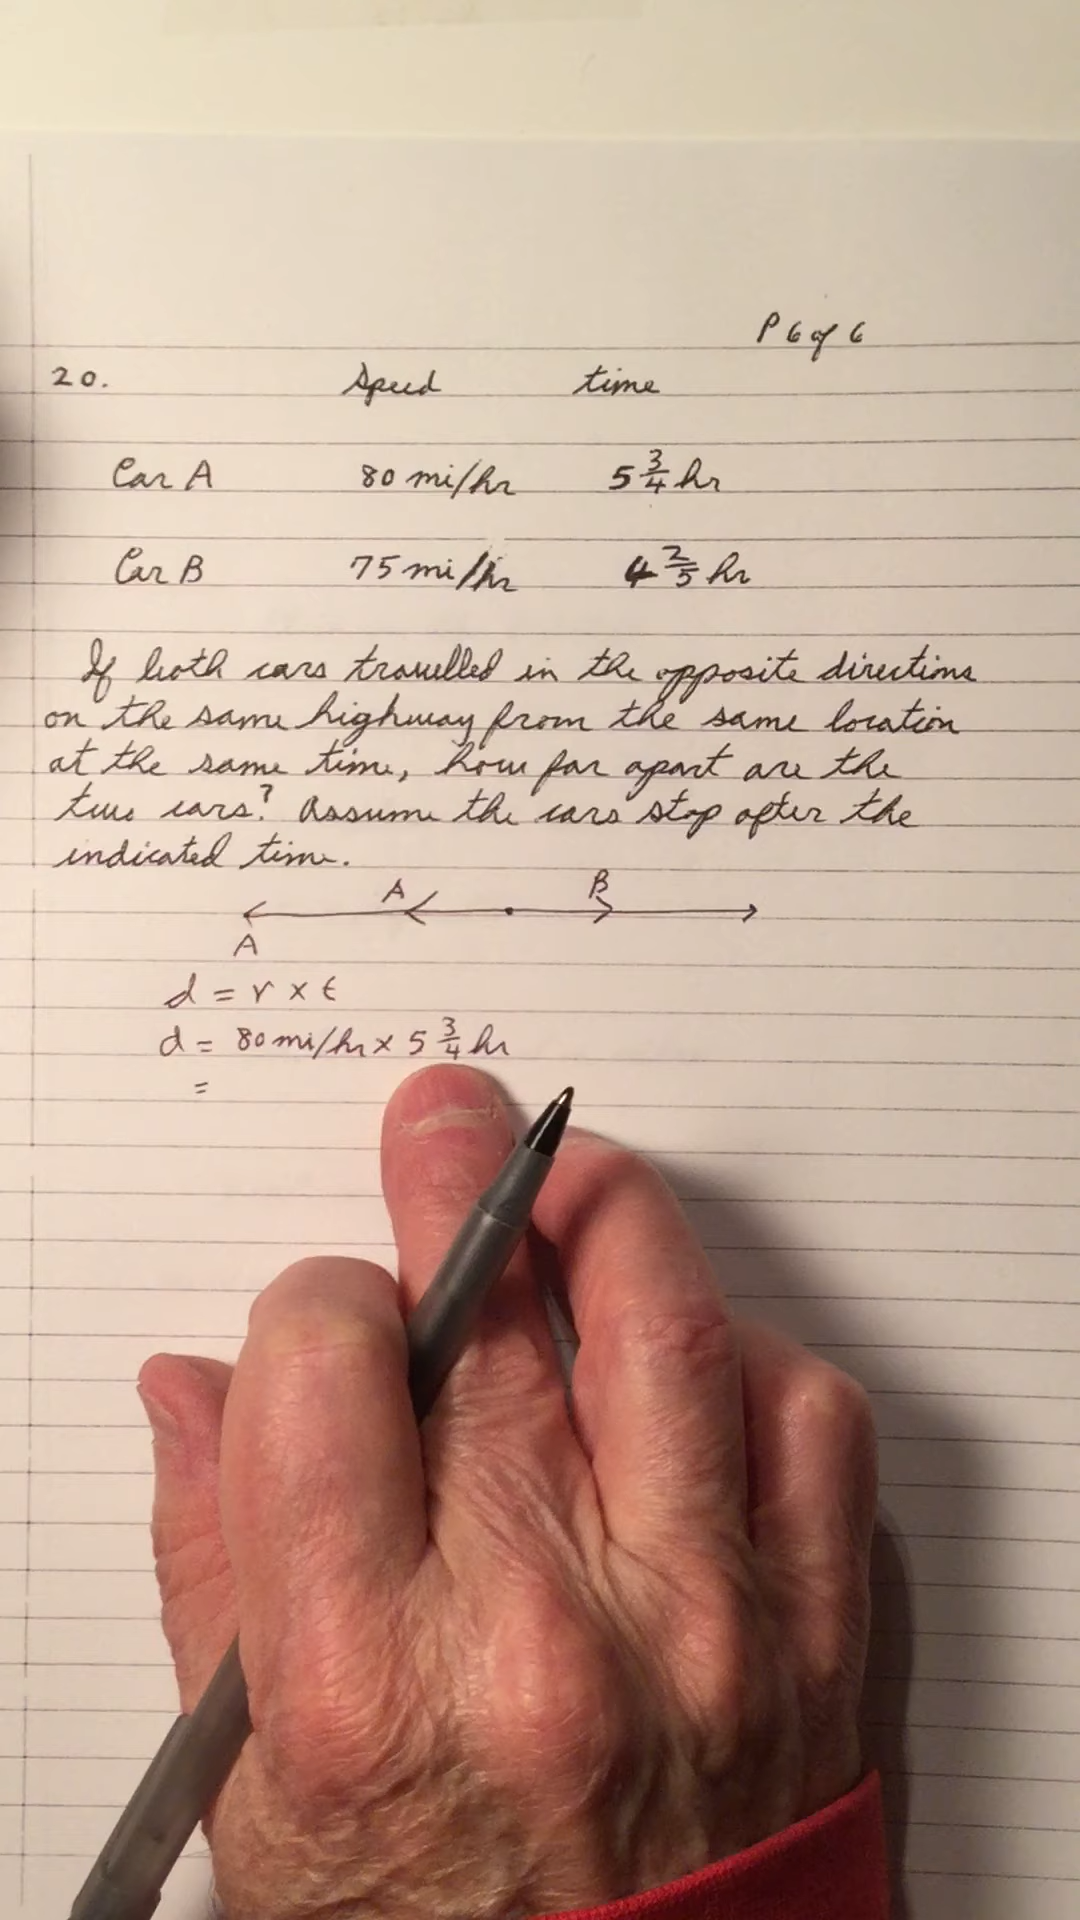 P 6 of 6
20. Speed time
Car A 80 mi/hr 5 3/4 hr
Car B 75 mi/hr 4 2/5 hr
If both cars travelled in the opposite directions
on the same highway from the same location
at the same time, how far apart are the
two cars? Assume the cars stop after the
indicated time.
A B
A
d = r × t
d = 80 mi/hr × 5 3/4 hr
=